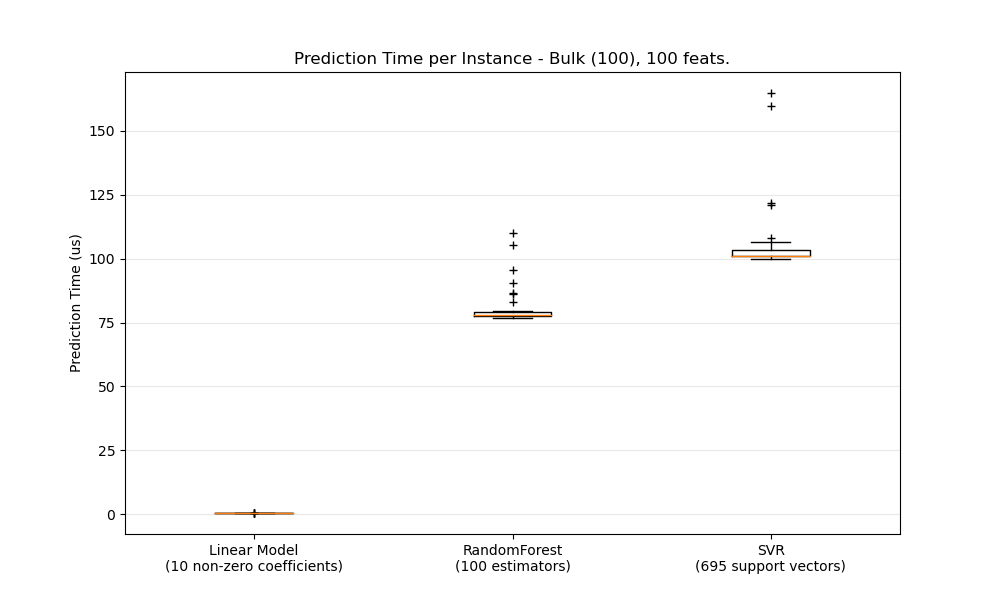 Prediction Time per Instance - Bulk (100), 100 feats.
Prediction Time (us)
150
125
100
75
50
25
0
Linear Model
(10 non-zero coefficients)
RandomForest
(100 estimators)
SVR
(695 support vectors)